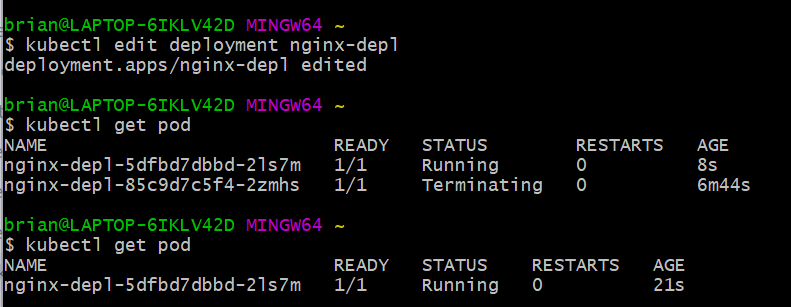 brian@LAPTOP-6IKLV42D MINGW64 ~
$ kubectl edit deployment nginx-depl
deployment.apps/nginx-depl edited
brian@LAPTOP-6IKLV42D MINGW64 ~
$ kubectl get pod
NAME READY STATUS RESTARTS AGE
nginx-depl-5dfbd7dbbd-2ls7m 1/1 Running 0 8s
nginx-depl-85c9d7c5f4-2zmhs 1/1 Terminating 0 6m44s
brian@LAPTOP-6IKLV42D MINGW64 ~
$ kubectl get pod
NAME READY STATUS RESTARTS AGE
nginx-depl-5dfbd7dbbd-2ls7m 1/1 Running 0 21s